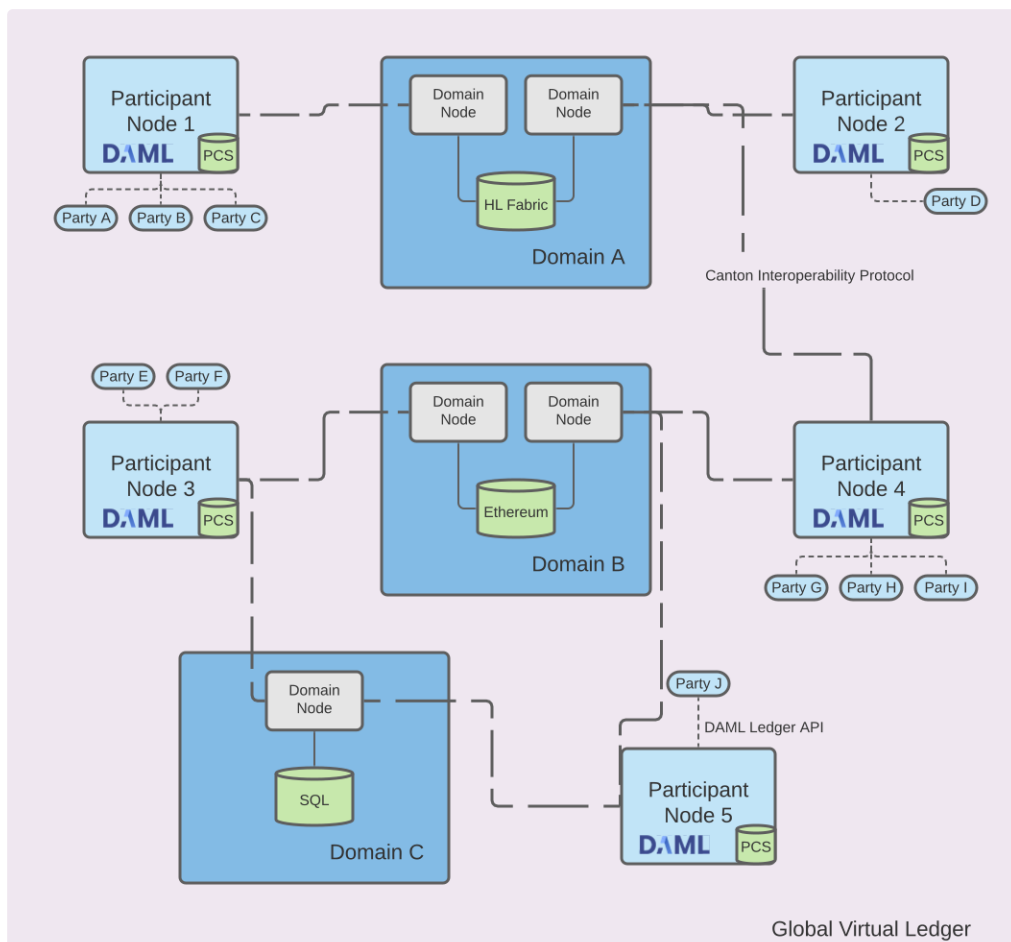 Participant
Node 1
DAML
PCS
Party A
Party B
Party C
Domain
Node
Domain
Node
HL Fabric
Domain A
Participant
Node 2
DAML
PCS
Party D
Canton Interoperability Protocol
Party E
Party F
Participant
Node 3
DAML
PCS
Domain
Node
Domain
Node
Ethereum
Domain B
Participant
Node 4
DAML
PCS
Party G
Party H
Party I
Domain
Node
SQL
Domain C
Party J
DAML Ledger API
Participant
Node 5
DAML
PCS
Global Virtual Ledger